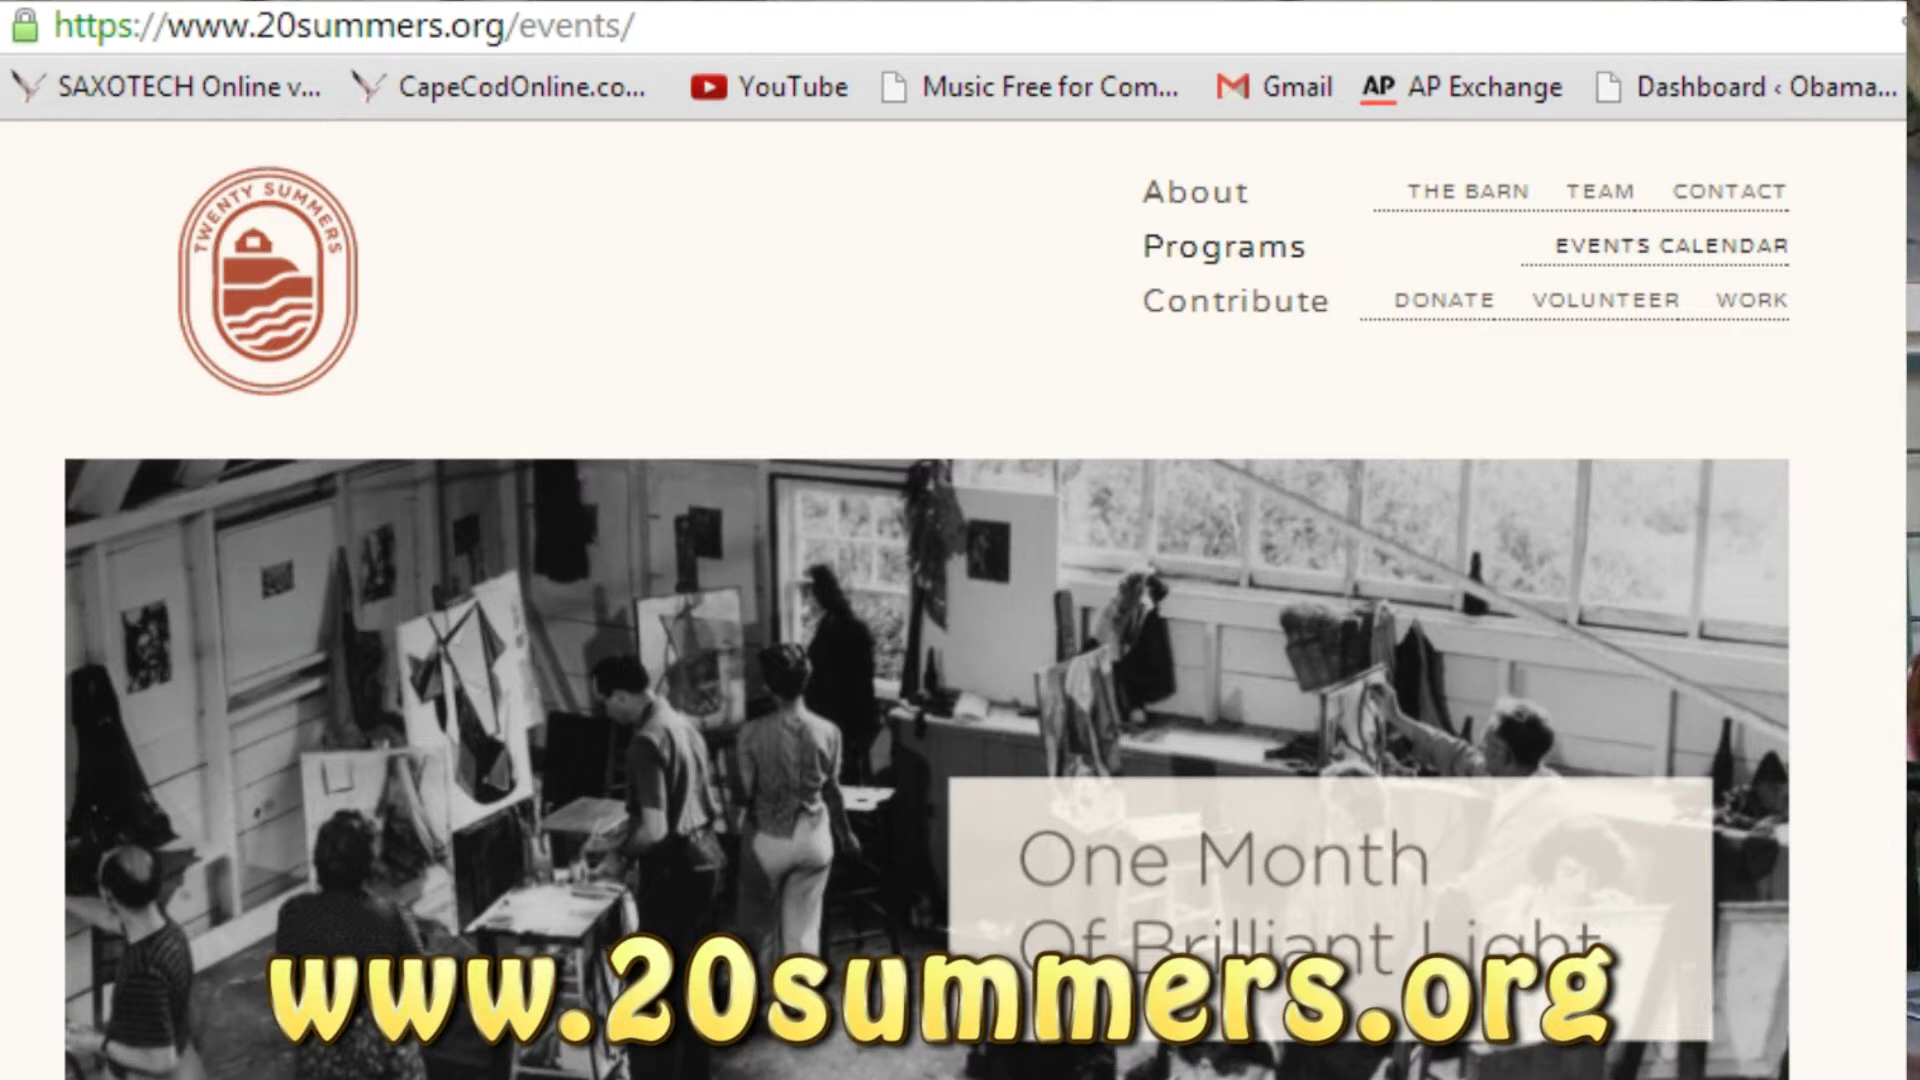 https://www.20summers.org/events/
SAXOTECH Online v... CapeCodOnline.co... YouTube Music Free for Com... Gmail AP AP Exchange Dashboard ‹ Obama...
TWENTY SUMMERS
About THE BARN TEAM CONTACT
Programs EVENTS CALENDAR
Contribute DONATE VOLUNTEER WORK
One Month
Of Brilliant Light
www.20summers.org